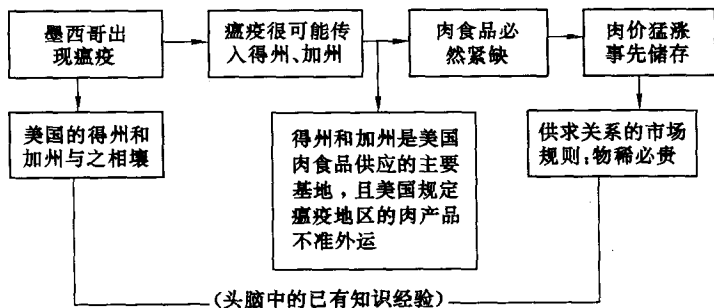 墨西哥出
现瘟疫
瘟疫很可能传
入得州、加州
肉食品必
然紧缺
肉价猛涨
事先储存
美国的得州和
加州与之相壤
得州和加州是美国
肉食品供应的主要
基地,且美国规定
瘟疫地区的肉产品
不准外运
供求关系的市场
规则;物稀必贵
(头脑中的已有知识经验)